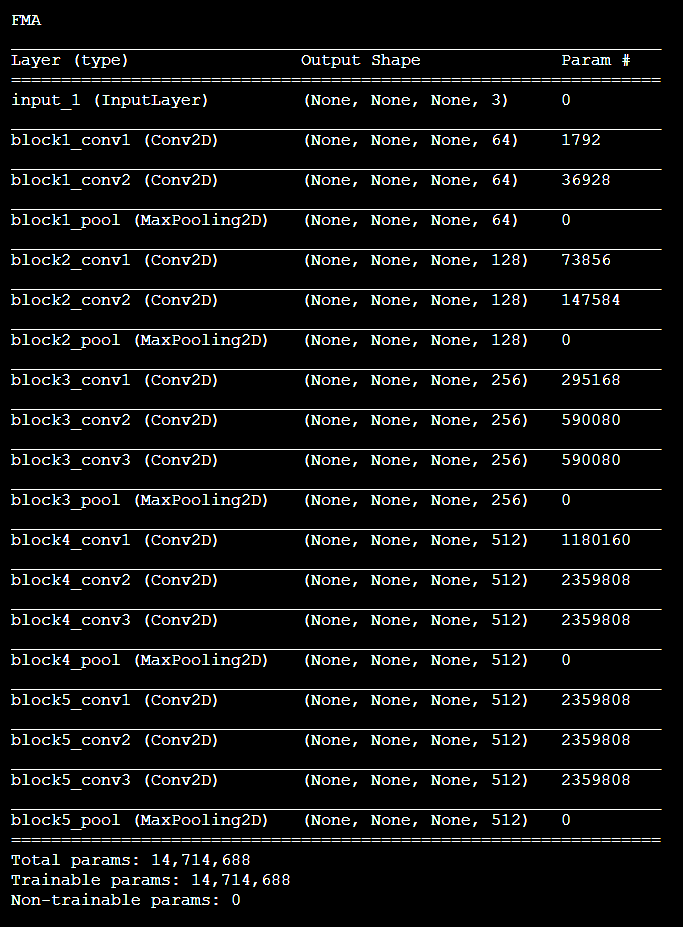 FMA
Layer (type) Output Shape Param #
input_1 (InputLayer) (None, None, None, 3) 0
block1_conv1 (Conv2D) (None, None, None, 64) 1792
block1_conv2 (Conv2D) (None, None, None, 64) 36928
block1_pool (MaxPooling2D) (None, None, None, 64) 0
block2_conv1 (Conv2D) (None, None, None, 128) 73856
block2_conv2 (Conv2D) (None, None, None, 128) 147584
block2_pool (MaxPooling2D) (None, None, None, 128) 0
block3_conv1 (Conv2D) (None, None, None, 256) 295168
block3_conv2 (Conv2D) (None, None, None, 256) 590080
block3_conv3 (Conv2D) (None, None, None, 256) 590080
block3_pool (MaxPooling2D) (None, None, None, 256) 0
block4_conv1 (Conv2D) (None, None, None, 512) 1180160
block4_conv2 (Conv2D) (None, None, None, 512) 2359808
block4_conv3 (Conv2D) (None, None, None, 512) 2359808
block4_pool (MaxPooling2D) (None, None, None, 512) 0
block5_conv1 (Conv2D) (None, None, None, 512) 2359808
block5_conv2 (Conv2D) (None, None, None, 512) 2359808
block5_conv3 (Conv2D) (None, None, None, 512) 2359808
block5_pool (MaxPooling2D) (None, None, None, 512) 0
Total params: 14,714,688
Trainable params: 14,714,688
Non-trainable params: 0